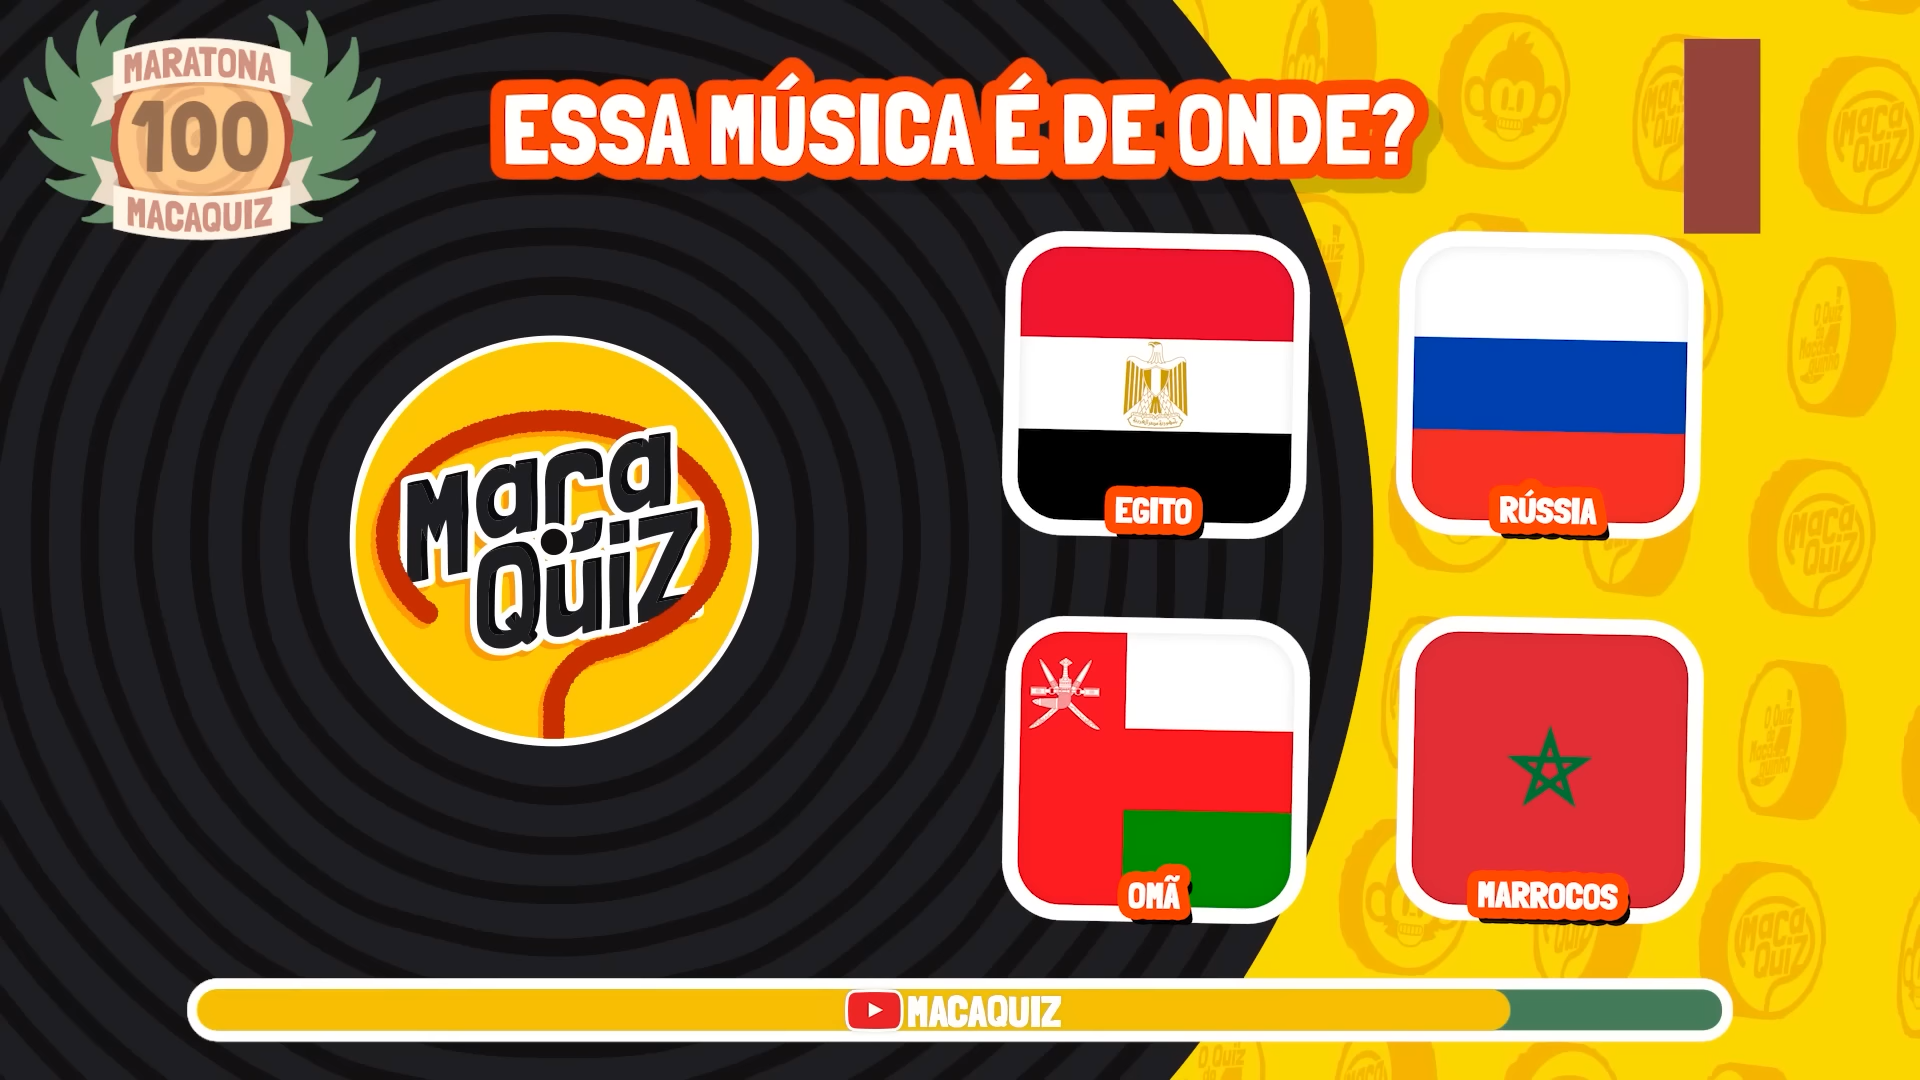 MARATONA
100
MACAQUIZ
ESSA MÚSICA É DE ONDE?
Maca
Quiz
EGITO
RÚSSIA
OMÃ
MARROCOS
MACAQUIZ